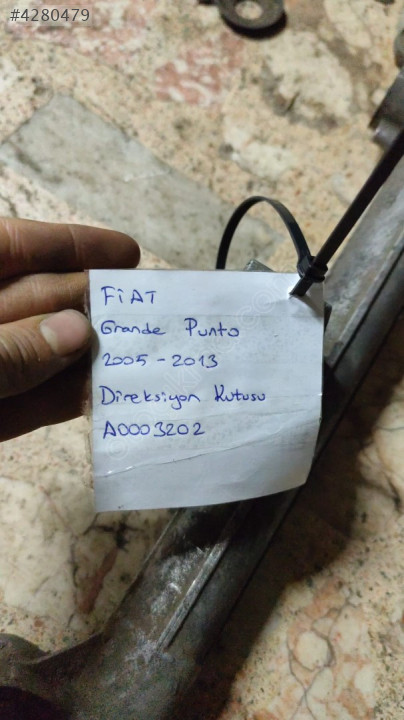 #4280479
FİAT
Grande Punto
2005-2013
Direksiyon Kutusu
A0003202